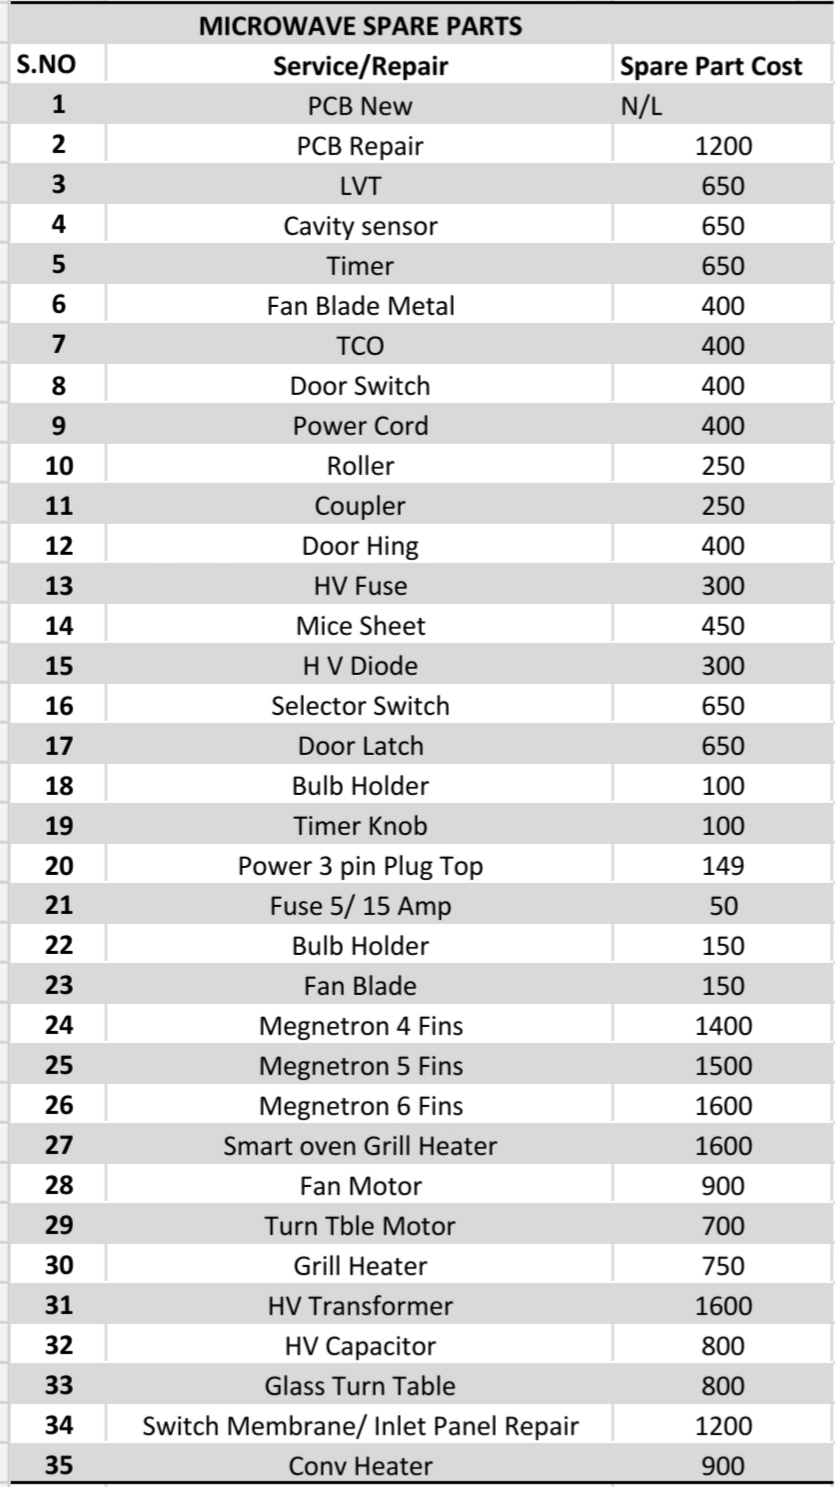 MICROWAVE SPARE PARTS
S.NO Service/Repair Spare Part Cost
1 PCB New N/L
2 PCB Repair 1200
3 LVT 650
4 Cavity sensor 650
5 Timer 650
6 Fan Blade Metal 400
7 TCO 400
8 Door Switch 400
9 Power Cord 400
10 Roller 250
11 Coupler 250
12 Door Hing 400
13 HV Fuse 300
14 Mice Sheet 450
15 H V Diode 300
16 Selector Switch 650
17 Door Latch 650
18 Bulb Holder 100
19 Timer Knob 100
20 Power 3 pin Plug Top 149
21 Fuse 5/ 15 Amp 50
22 Bulb Holder 150
23 Fan Blade 150
24 Megnetron 4 Fins 1400
25 Megnetron 5 Fins 1500
26 Megnetron 6 Fins 1600
27 Smart oven Grill Heater 1600
28 Fan Motor 900
29 Turn Tble Motor 700
30 Grill Heater 750
31 HV Transformer 1600
32 HV Capacitor 800
33 Glass Turn Table 800
34 Switch Membrane/ Inlet Panel Repair 1200
35 Conv Heater 900